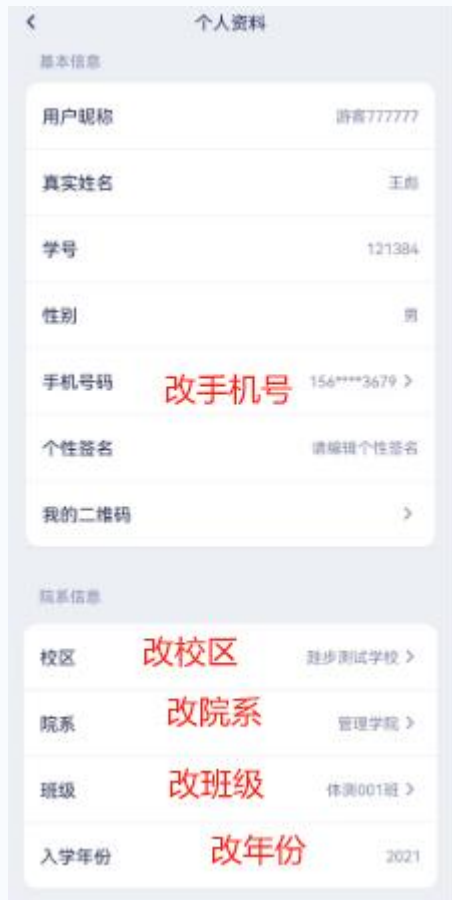 个人资料
基本信息
用户昵称 游客777777
真实姓名 王彪
学号 121384
性别 男
手机号码 改手机号 156****3679
个性签名 请编辑个性签名
我的二维码
院系信息
校区 改校区 跬步测试学校
院系 改院系 管理学院
班级 改班级 体测001班
入学年份 改年份 2021